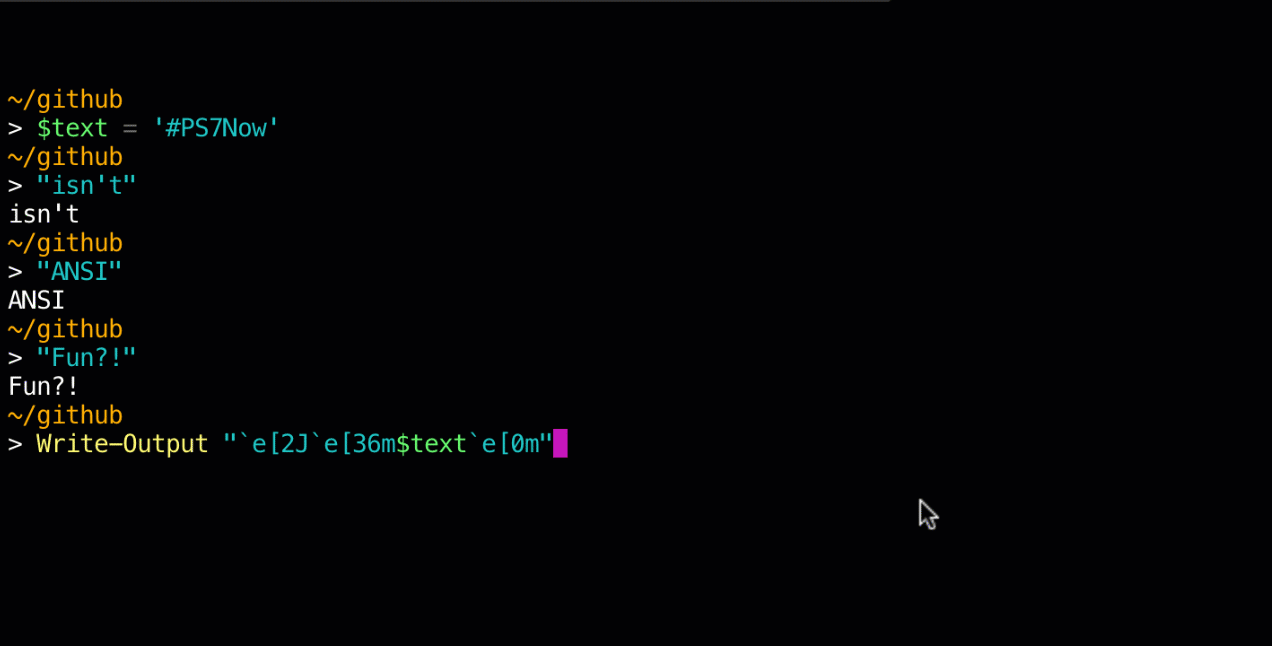 ~/github
> $text = '#PS7Now'
~/github
> "isn't"
isn't
~/github
> "ANSI"
ANSI
~/github
> "Fun?!"
Fun?!
~/github
> Write-Output "`e[2J`e[36m$text`e[0m"